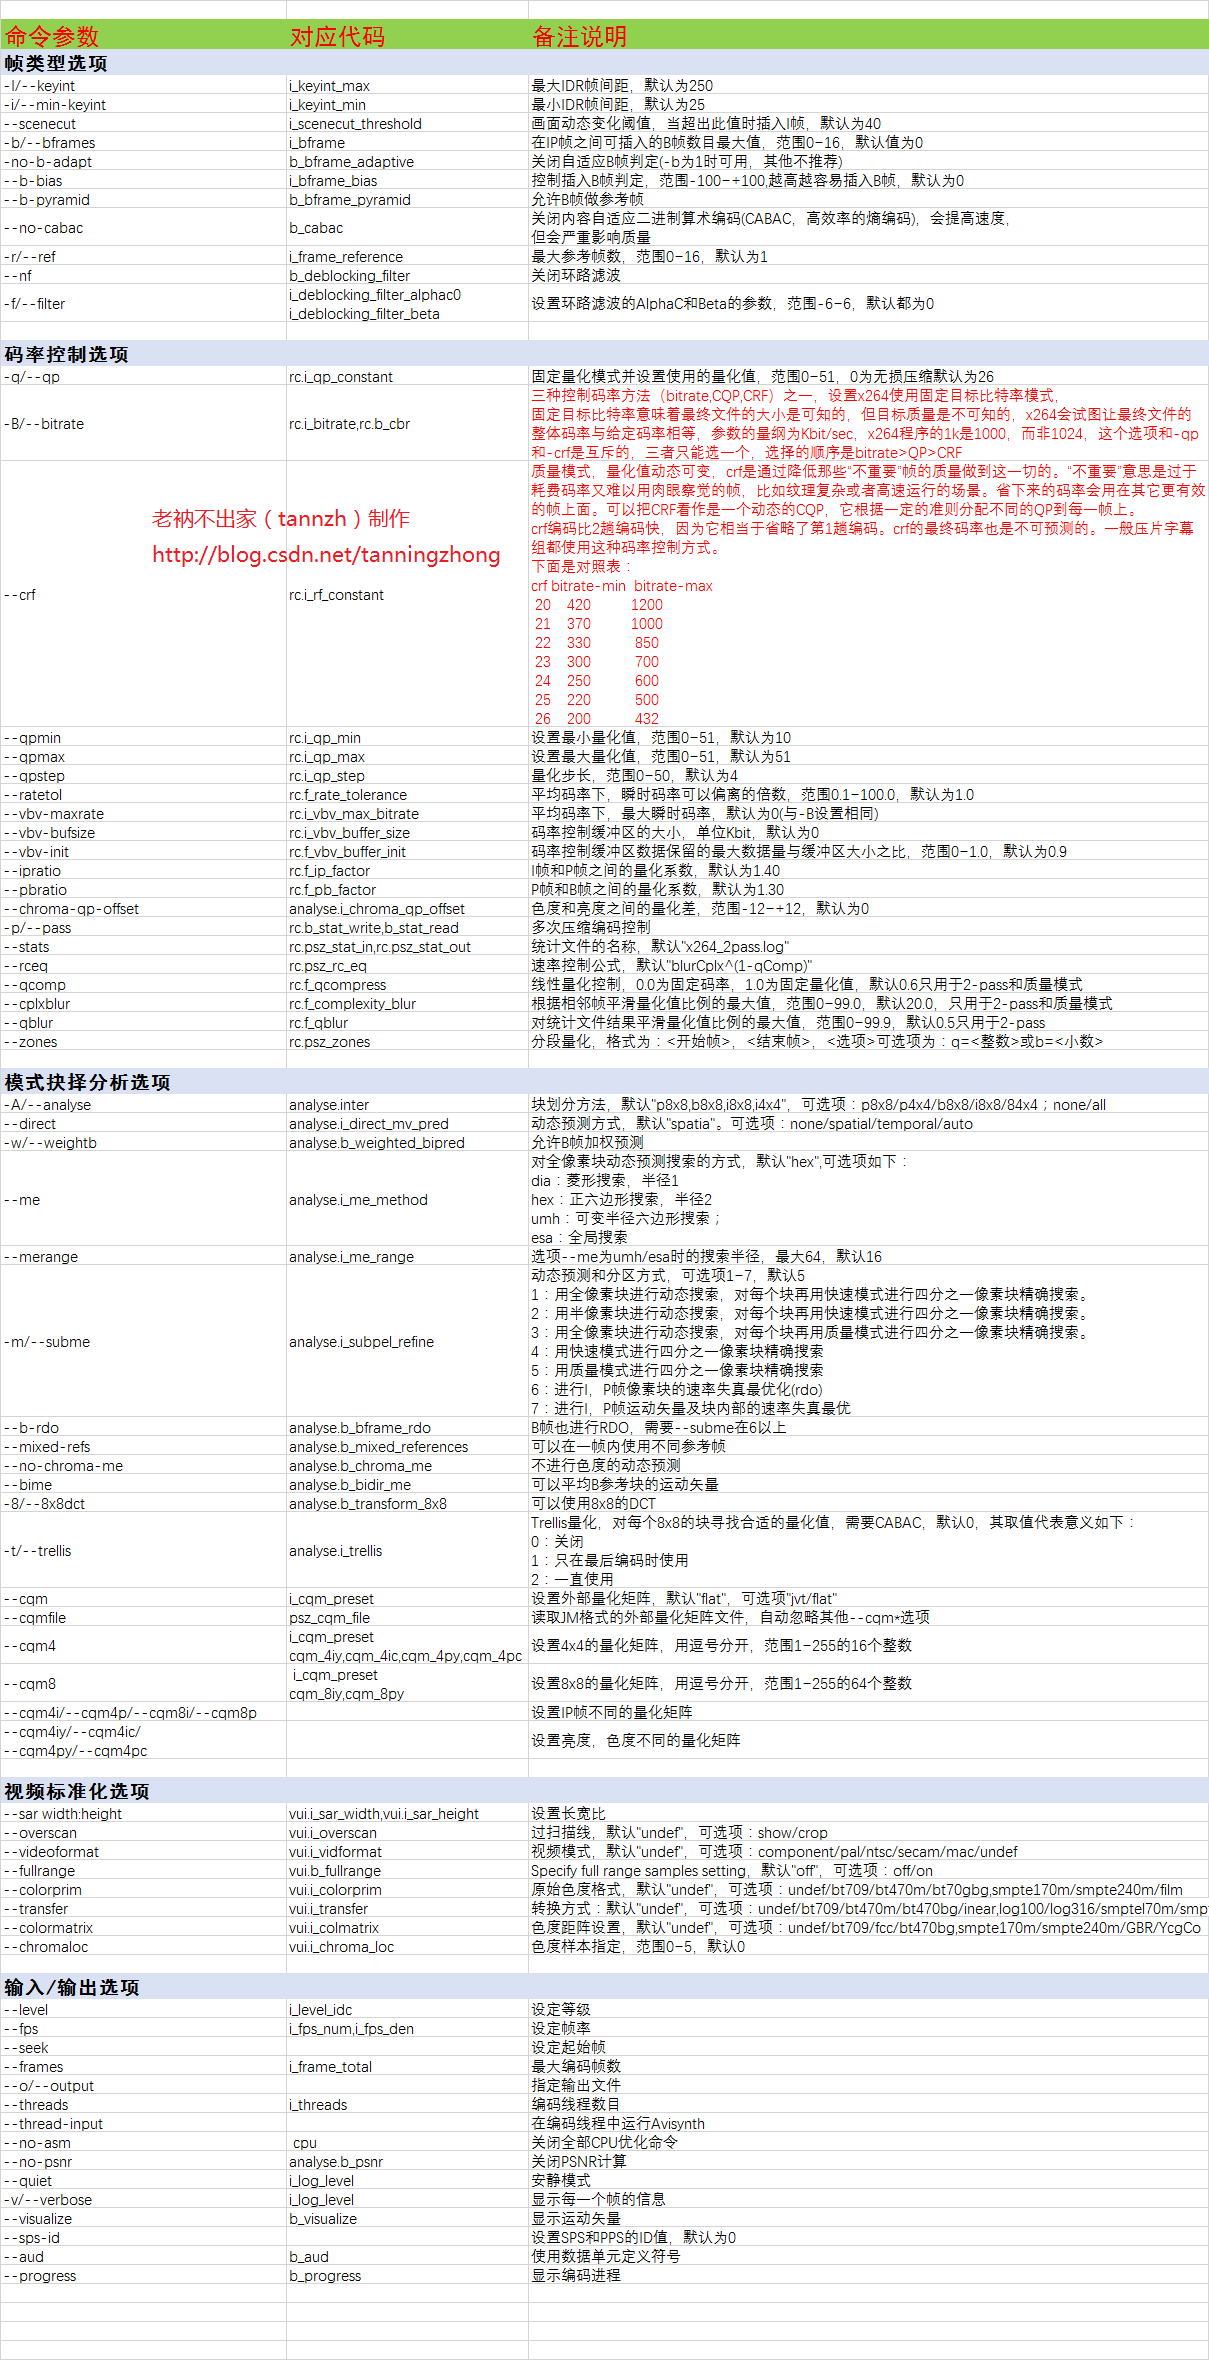 命令参数 对应代码 备注说明
帧类型选项
-I/--keyint i_keyint_max 最大IDR帧间距，默认为250
-i/--min-keyint i_keyint_min 最小IDR帧间距，默认为25
--scenecut i_scenecut_threshold 画面动态变化阈值，当超出此值时插入I帧，默认为40
-b/--bframes i_bframe 在IP帧之间可插入的B帧数目最大值，范围0-16，默认值为0
-no-b-adapt b_bframe_adaptive 关闭自适应B帧判定(-b为1时可用，其他不推荐)
--b-bias i_bframe_bias 控制插入B帧判定，范围-100-+100,越高越容易插入B帧，默认为0
--b-pyramid b_bframe_pyramid 允许B帧做参考帧
--no-cabac b_cabac 关闭内容自适应二进制算术编码(CABAC，高效率的熵编码)，会提高速度，
但会严重影响质量
-r/--ref i_frame_reference 最大参考帧数，范围0-16，默认为1
--nf b_deblocking_filter 关闭环路滤波
-f/--filter i_deblocking_filter_alphac0
i_deblocking_filter_beta 设置环路滤波的AlphaC和Beta的参数，范围-6-6，默认都为0
码率控制选项
-q/--qp rc.i_qp_constant 固定量化模式并设置使用的量化值，范围0-51，0为无损压缩默认为26
-B/--bitrate rc.i_bitrate,rc.b_cbr 三种控制码率方法（bitrate,CQP,CRF）之一，设置x264使用固定目标比特率模式，
固定目标比特率意味着最终文件的大小是可知的，但目标质量是不可知的，x264会试图让最终文件的
整体码率与给定码率相等，参数的量纲为Kbit/sec，x264程序的1k是1000，而非1024，这个选项和-qp
和-crf是互斥的，三者只能选一个，选择的顺序是bitrate>QP>CRF
老衲不出家（tannzh）制作
http://blog.csdn.net/tanningzhong
--crf rc.i_rf_constant 质量模式，量化值动态可变，crf是通过降低那些“不重要”帧的质量做到这一切的。“不重要”意思是过于
耗费码率又难以用肉眼察觉的帧，比如纹理复杂或者高速运行的场景。省下来的码率会用在其它更有效
的帧上面。可以把CRF看作是一个动态的CQP，它根据一定的准则分配不同的QP到每一帧上。
crf编码比2趟编码快，因为它相当于省略了第1趟编码。crf的最终码率也是不可预测的。一般压片字幕
组都使用这种码率控制方式。
下面是对照表：
crf bitrate-min bitrate-max
20 420 1200
21 370 1000
22 330 850
23 300 700
24 250 600
25 220 500
26 200 432
--qpmin rc.i_qp_min 设置最小量化值，范围0-51，默认为10
--qpmax rc.i_qp_max 设置最大量化值，范围0-51，默认为51
--qpstep rc.i_qp_step 量化步长，范围0-50，默认为4
--ratetol rc.f_rate_tolerance 平均码率下，瞬时码率可以偏离的倍数，范围0.1-100.0，默认为1.0
--vbv-maxrate rc.i_vbv_max_bitrate 平均码率下，最大瞬时码率，默认为0(与-B设置相同)
--vbv-bufsize rc.i_vbv_buffer_size 码率控制缓冲区的大小，单位Kbit，默认为0
--vbv-init rc.f_vbv_buffer_init 码率控制缓冲区数据保留的最大数据量与缓冲区大小之比，范围0-1.0，默认为0.9
--ipratio rc.f_ip_factor I帧和P帧之间的量化系数，默认为1.40
--pbratio rc.f_pb_factor P帧和B帧之间的量化系数，默认为1.30
--chroma-qp-offset analyse.i_chroma_qp_offset 色度和亮度之间的量化差，范围-12-+12，默认为0
-p/--pass rc.b_stat_write,b_stat_read 多次压缩编码控制
--stats rc.psz_stat_in,rc.psz_stat_out 统计文件的名称，默认"x264_2pass.log"
--rceq rc.psz_rc_eq 速率控制公式，默认"blurCplx^(1-qComp)"
--qcomp rc.f_qcompress 线性量化控制，0.0为固定码率，1.0为固定量化值，默认0.6只用于2-pass和质量模式
--cplxblur rc.f_complexity_blur 根据相邻帧平滑量化值比例的最大值，范围0-99.0，默认20.0，只用于2-pass和质量模式
--qblur rc.f_qblur 对统计文件结果平滑量化值比例的最大值，范围0-99.9，默认0.5只用于2-pass
--zones rc.psz_zones 分段量化，格式为：<开始帧>，<结束帧>，<选项>可选项为：q=<整数>或b=<小数>
模式抉择分析选项
-A/--analyse analyse.inter 块划分方法，默认"p8x8,b8x8,i8x8,i4x4"，可选项：p8x8/p4x4/b8x8/i8x8/84x4；none/all
--direct analyse.i_direct_mv_pred 动态预测方式，默认"spatia"。可选项：none/spatial/temporal/auto
-w/--weightb analyse.b_weighted_bipred 允许B帧加权预测
--me analyse.i_me_method 对全像素块动态预测搜索的方式，默认"hex",可选项如下：
dia：菱形搜索，半径1
hex：正六边形搜索，半径2
umh：可变半径六边形搜索；
esa：全局搜索
--merange analyse.i_me_range 选项--me为umh/esa时的搜索半径，最大64，默认16
-m/--subme analyse.i_subpel_refine 动态预测和分区方式，可选项1-7，默认5
1：用全像素块进行动态搜索，对每个块再用快速模式进行四分之一像素块精确搜索。
2：用半像素块进行动态搜索，对每个块再用快速模式进行四分之一像素块精确搜索。
3：用全像素块进行动态搜索，对每个块再用质量模式进行四分之一像素块精确搜索。
4：用快速模式进行四分之一像素块精确搜索
5：用质量模式进行四分之一像素块精确搜索
6：进行I，P帧像素块的速率失真最优化(rdo)
7：进行I，P帧运动矢量及块内部的速率失真最优
--b-rdo analyse.b_bframe_rdo B帧也进行RDO，需要--subme在6以上
--mixed-refs analyse.b_mixed_references 可以在一帧内使用不同参考帧
--no-chroma-me analyse.b_chroma_me 不进行色度的动态预测
--bime analyse.b_bidir_me 可以平均B参考块的运动矢量
-8/--8x8dct analyse.b_transform_8x8 可以使用8x8的DCT
-t/--trellis analyse.i_trellis Trellis量化，对每个8x8的块寻找合适的量化值，需要CABAC，默认0，其取值代表意义如下：
0：关闭
1：只在最后编码时使用
2：一直使用
--cqm i_cqm_preset 设置外部量化矩阵，默认"flat"，可选项"jvt/flat"
--cqmfile psz_cqm_file 读取JM格式的外部量化矩阵文件，自动忽略其他--cqm*选项
--cqm4 i_cqm_preset
cqm_4iy,cqm_4ic,cqm_4py,cqm_4pc 设置4x4的量化矩阵，用逗号分开，范围1-255的16个整数
--cqm8 i_cqm_preset
cqm_8iy,cqm_8py 设置8x8的量化矩阵，用逗号分开，范围1-255的64个整数
--cqm4i/--cqm4p/--cqm8i/--cqm8p 设置IP帧不同的量化矩阵
--cqm4iy/--cqm4ic/
--cqm4py/--cqm4pc 设置亮度，色度不同的量化矩阵
视频标准化选项
--sar width:height vui.i_sar_width,vui.i_sar_height 设置长宽比
--overscan vui.i_overscan 过扫描线，默认"undef"，可选项：show/crop
--videoformat vui.i_vidformat 视频模式，默认"undef"，可选项：component/pal/ntsc/secam/mac/undef
--fullrange vui.b_fullrange Specify full range samples setting，默认"off"，可选项：off/on
--colorprim vui.i_colorprim 原始色度格式，默认"undef"，可选项：undef/bt709/bt470m/bt70gbg,smpte170m/smpte240m/film
--transfer vui.i_transfer 转换方式：默认"undef"，可选项：undef/bt709/bt470m/bt470bg/inear,log100/log316/smptel70m/smp
--colormatrix vui.i_colmatrix 色度距阵设置，默认"undef"，可选项：undef/bt709/fcc/bt470bg,smpte170m/smpte240m/GBR/YcgCo
--chromaloc vui.i_chroma_loc 色度样本指定，范围0-5，默认0
输入/输出选项
--level i_level_idc 设定等级
--fps i_fps_num,i_fps_den 设定帧率
--seek 设定起始帧
--frames i_frame_total 最大编码帧数
--o/--output 指定输出文件
--threads i_threads 编码线程数目
--thread-input 在编码线程中运行Avisynth
--no-asm cpu 关闭全部CPU优化命令
--no-psnr analyse.b_psnr 关闭PSNR计算
--quiet i_log_level 安静模式
-v/--verbose i_log_level 显示每一个帧的信息
--visualize b_visualize 显示运动矢量
--sps-id 设置SPS和PPS的ID值，默认为0
--aud b_aud 使用数据单元定义符号
--progress b_progress 显示编码进程